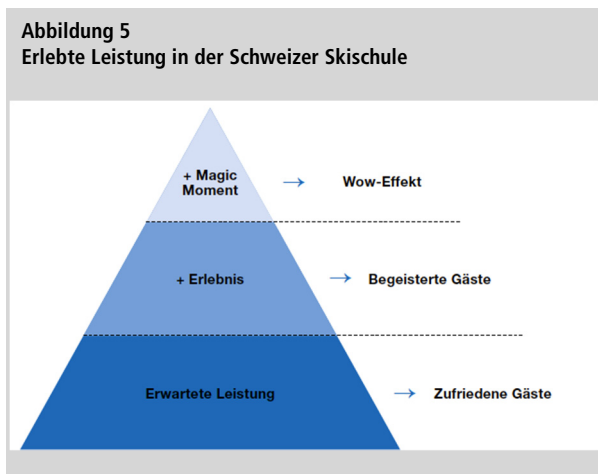 Abbildung 5
Erlebte Leistung in der Schweizer Skischule
+ Magic
Moment
Wow-Effekt
+ Erlebnis
Begeisterte Gäste
Erwartete Leistung
Zufriedene Gäste